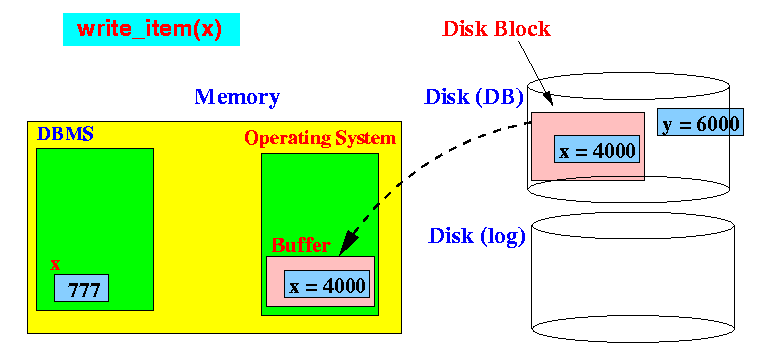 write_item(x)
Disk Block
Memory
Disk (DB)
DBMS
Operating System
y = 6000
x = 4000
Disk (log)
Buffer
x
777
x = 4000